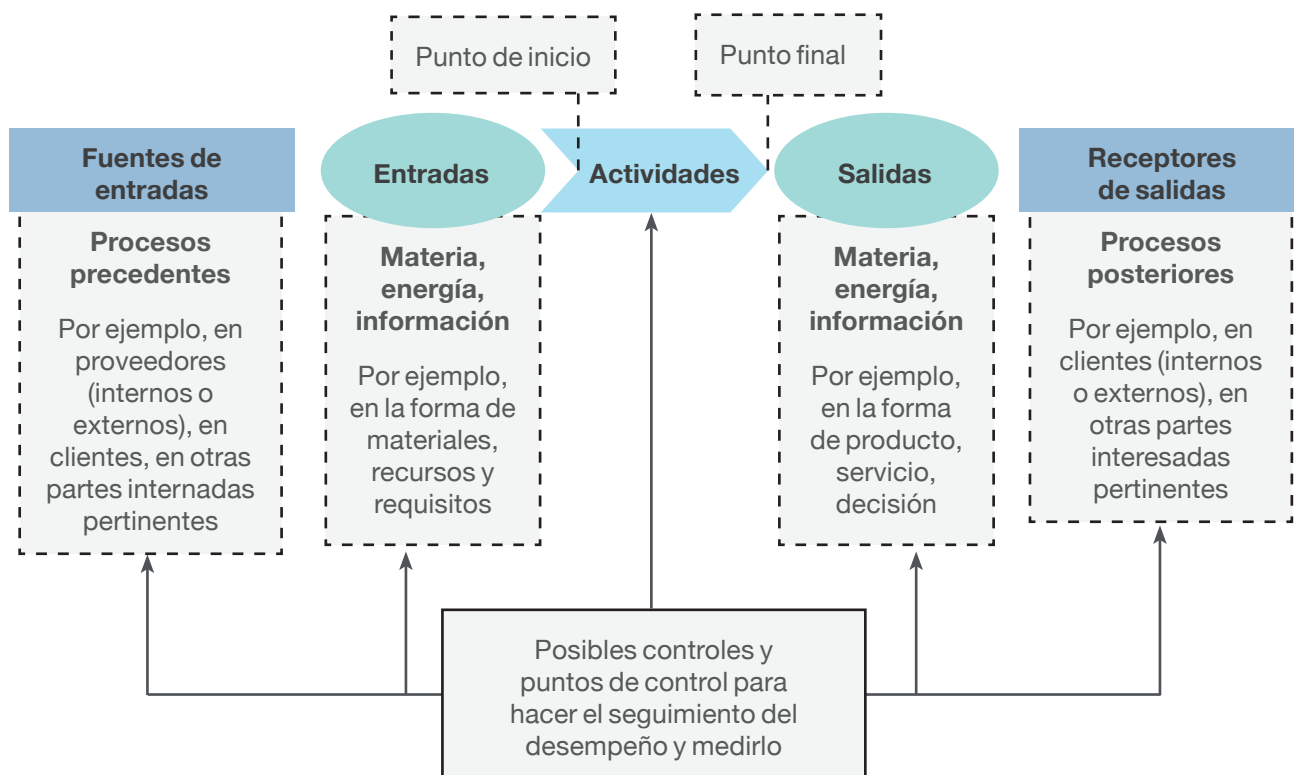 Punto de inicio
Punto final
Fuentes de
entradas
Entradas
Actividades
Salidas
Receptores
de salidas
Procesos
precedentes
Por ejemplo, en
proveedores
(internos o
externos), en
clientes, en otras
partes internadas
pertinentes
Materia,
energía,
información
Por ejemplo,
en la forma de
materiales,
recursos y
requisitos
Materia,
energía,
información
Por ejemplo,
en la forma
de producto,
servicio,
decisión
Procesos
posteriores
Por ejemplo, en
clientes (internos
o externos), en
otras partes
interesadas
pertinentes
Posibles controles y
puntos de control para
hacer el seguimiento del
desempeño y medirlo